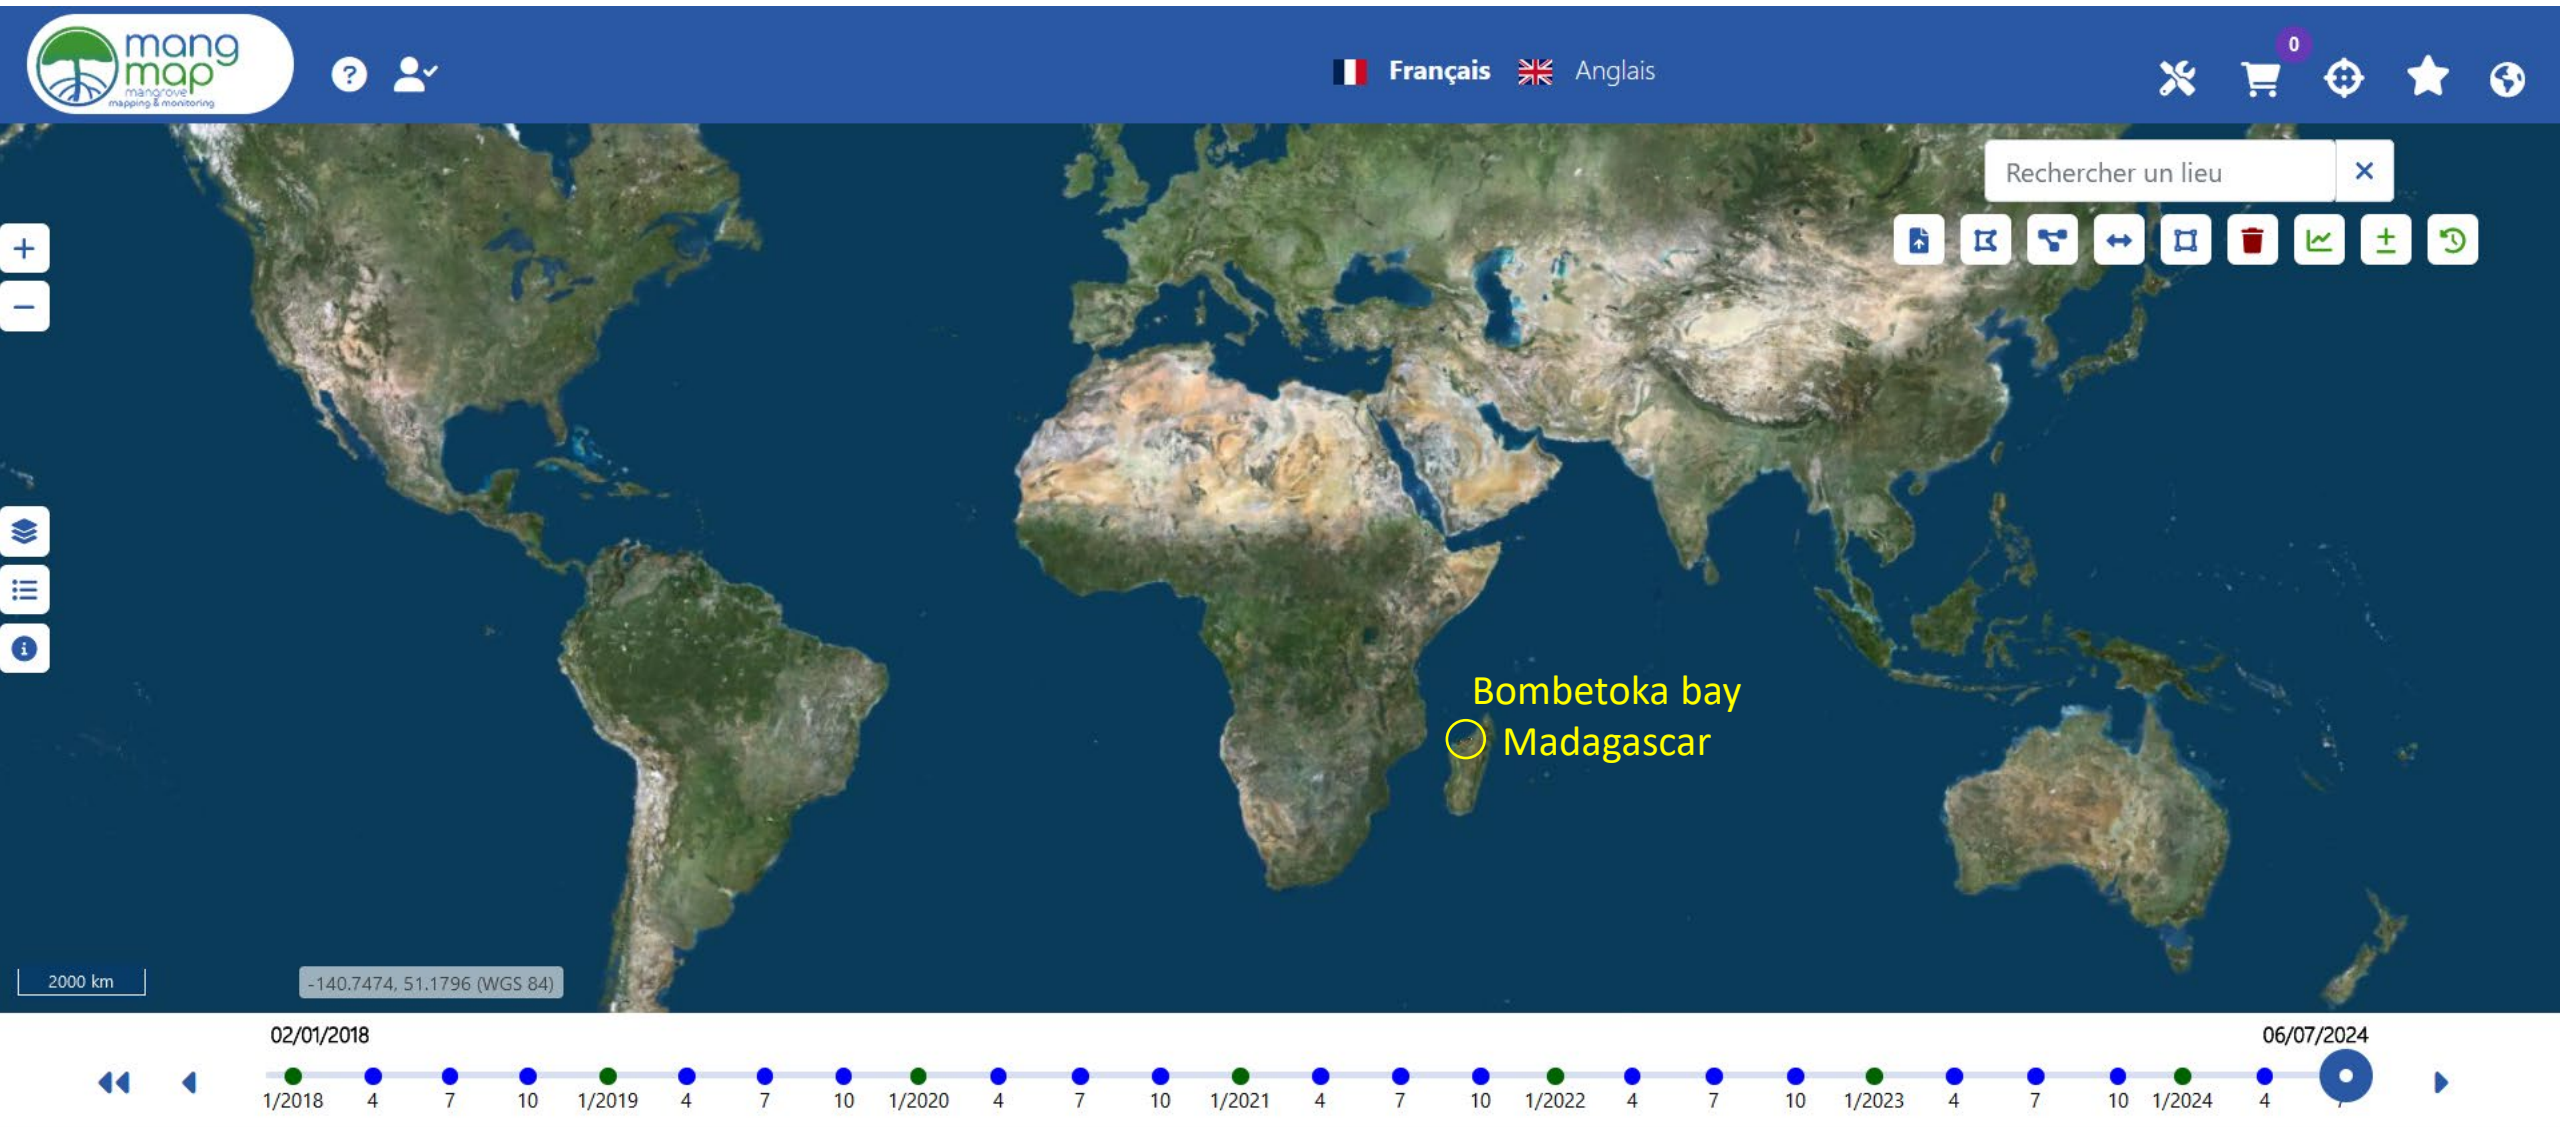 mang
map
mangrove
mapping & monitoring
?
Français
Anglais
0
Rechercher un lieu
Bombetoka bay
Madagascar
2000 km
-140.7474, 51.1796 (WGS 84)
02/01/2018
06/07/2024
1/2018 4 7 10 1/2019 4 7 10 1/2020 4 7 10 1/2021 4 7 10 1/2022 4 7 10 1/2023 4 7 10 1/2024 4